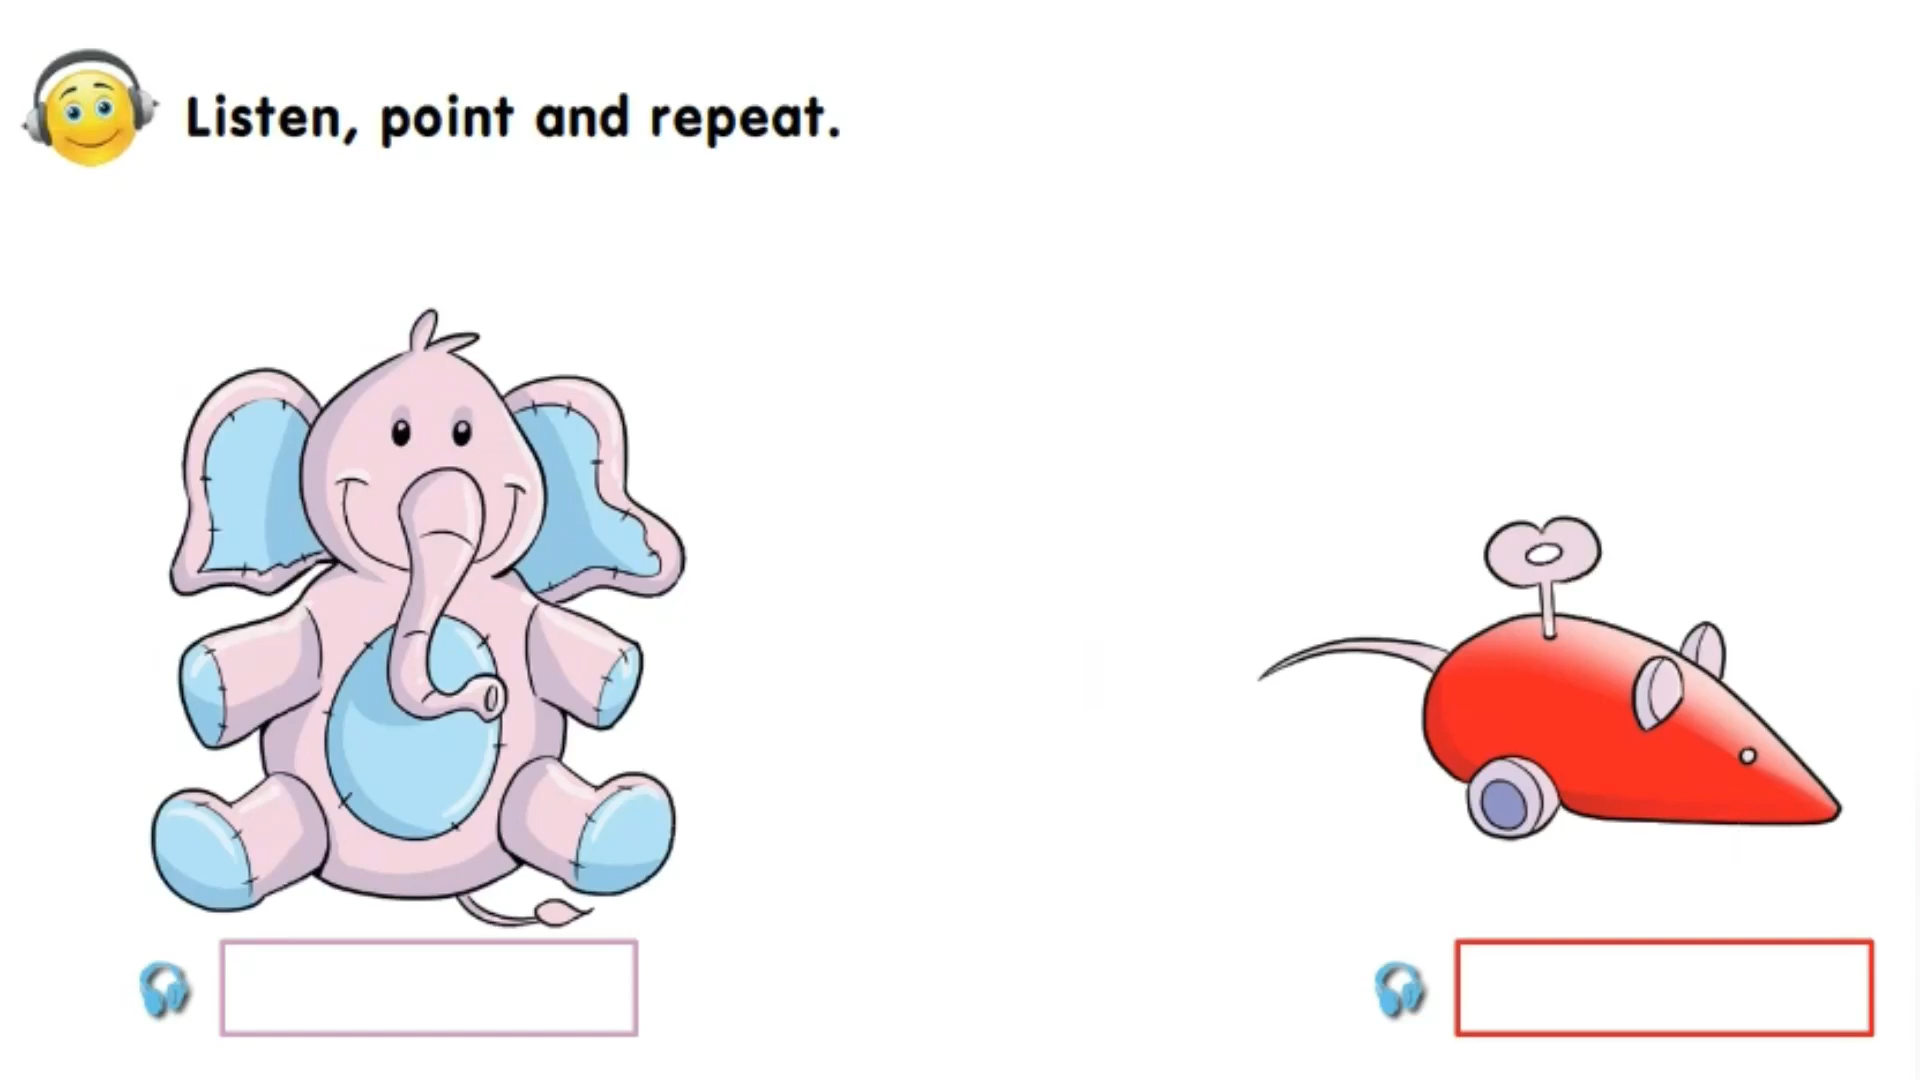 Listen, point and repeat.